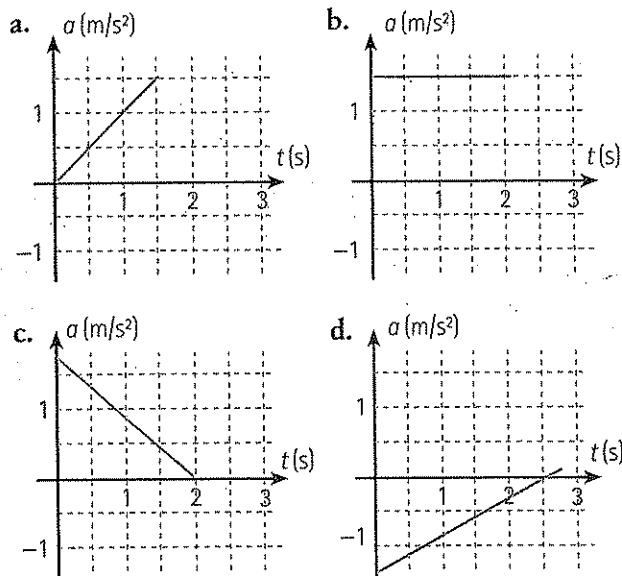 a. a (m/s²)
1
t (s)
1 2 3
−1
b. a (m/s²)
1
t (s)
1 2 3
−1
c. a (m/s²)
1
t (s)
1 2 3
−1
d. a (m/s²)
1
t (s)
1 2 3
−1